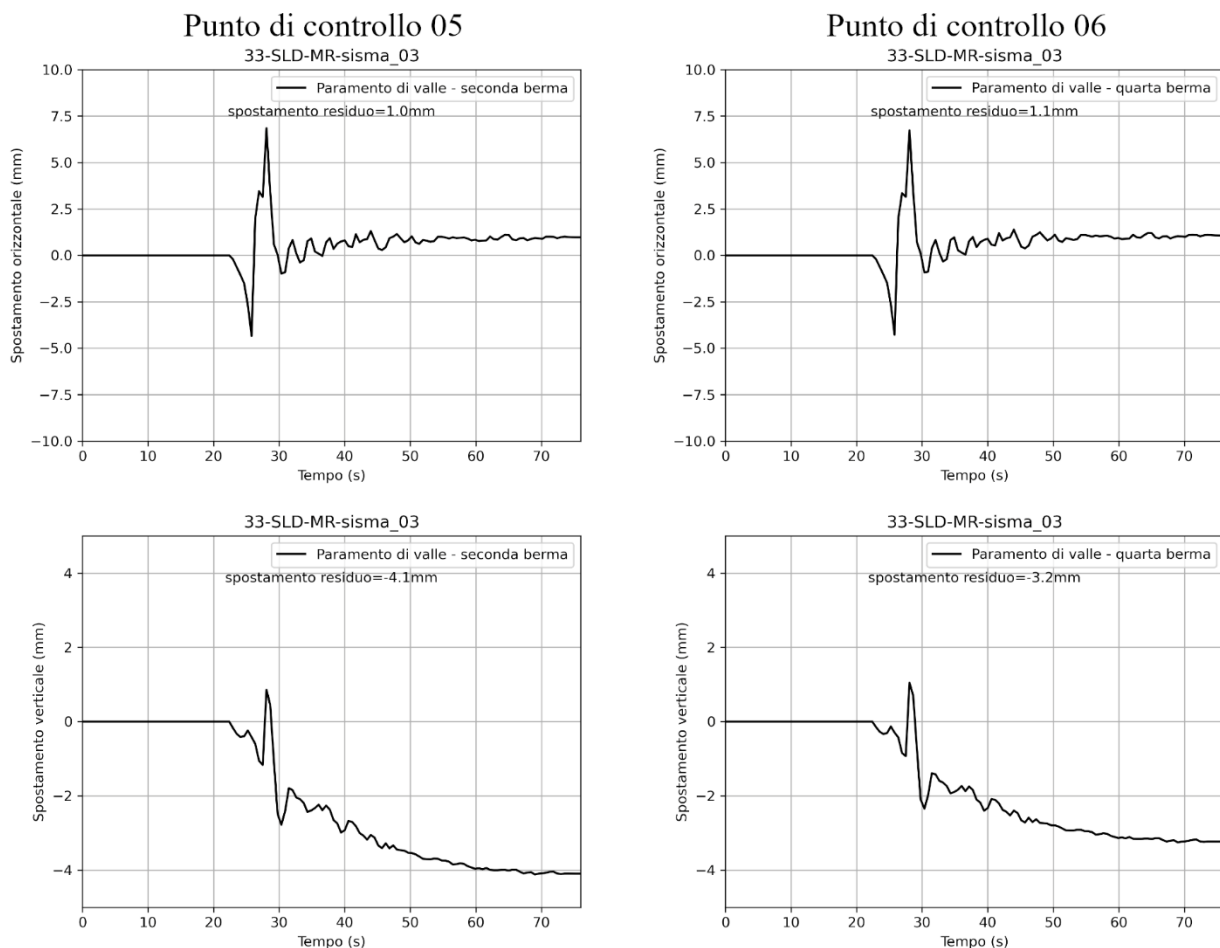 Punto di controllo 05
33-SLD-MR-sisma_03
Paramento di valle - seconda berma
spostamento residuo=1.0mm
Spostamento orizzontale (mm)
10.0
7.5
5.0
2.5
0.0
−2.5
−5.0
−7.5
−10.0
0 10 20 30 40 50 60 70
Tempo (s)
Punto di controllo 06
33-SLD-MR-sisma_03
Paramento di valle - quarta berma
spostamento residuo=1.1mm
Spostamento orizzontale (mm)
10.0
7.5
5.0
2.5
0.0
−2.5
−5.0
−7.5
−10.0
0 10 20 30 40 50 60 70
Tempo (s)
33-SLD-MR-sisma_03
Paramento di valle - seconda berma
spostamento residuo=-4.1mm
Spostamento verticale (mm)
4
2
0
−2
−4
0 10 20 30 40 50 60 70
Tempo (s)
33-SLD-MR-sisma_03
Paramento di valle - quarta berma
spostamento residuo=-3.2mm
Spostamento verticale (mm)
4
2
0
−2
−4
0 10 20 30 40 50 60 70
Tempo (s)